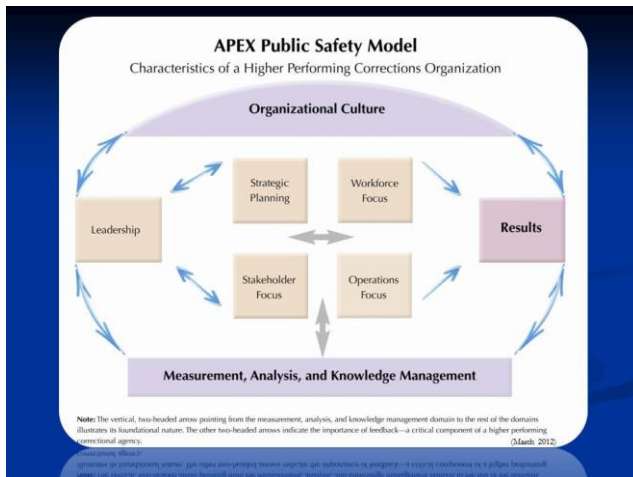 APEX Public Safety Model
Characteristics of a Higher Performing Corrections Organization
Organizational Culture
Strategic
Planning
Workforce
Focus
Leadership
Results
Stakeholder
Focus
Operations
Focus
Measurement, Analysis, and Knowledge Management
Note: The vertical, two-headed arrow pointing from the measurement, analysis, and knowledge management domain to the rest of the domains
illustrates its foundational nature. The other two-headed arrows indicate the importance of feedback—a critical component of a higher performing
correctional agency.
(March 2012)